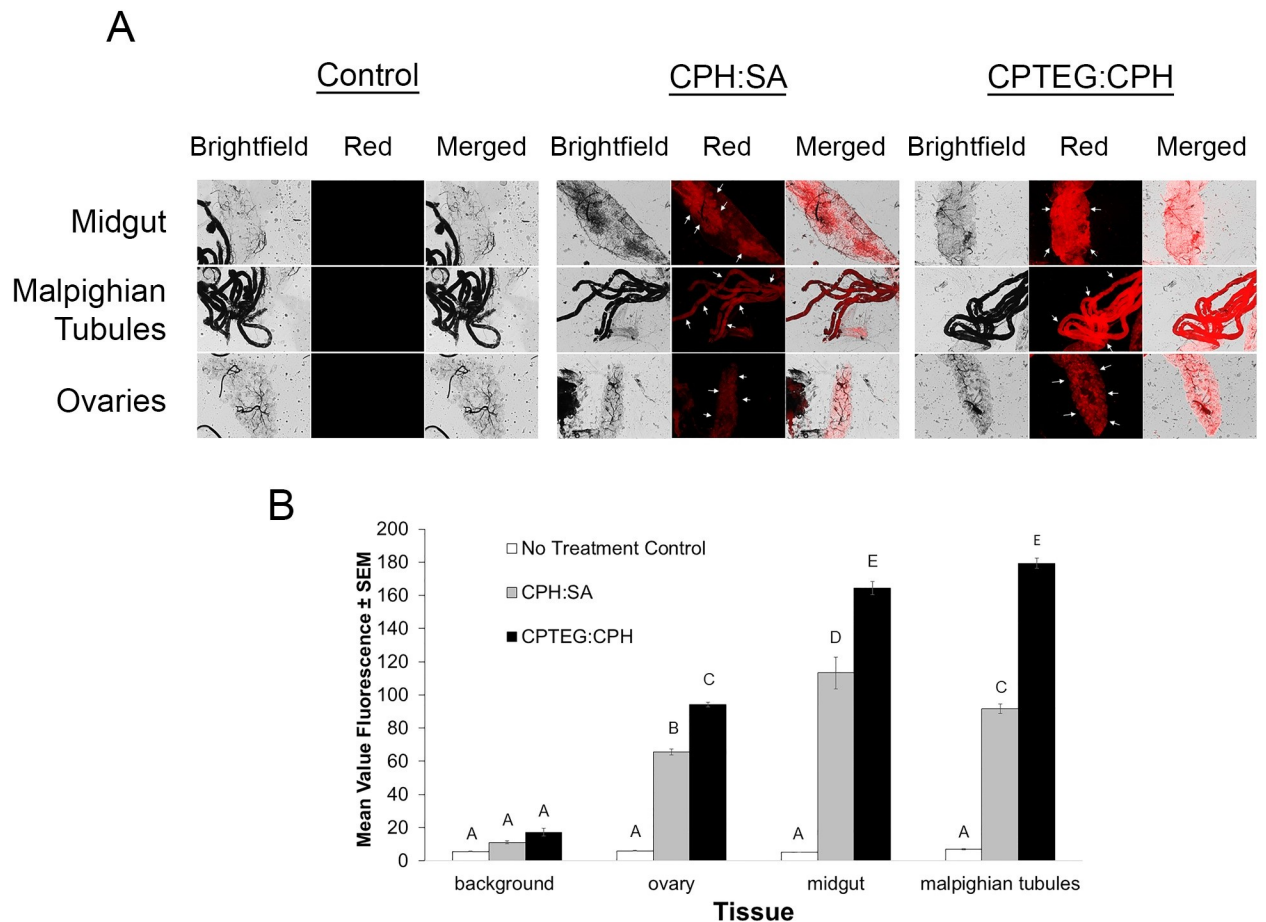 A
Control
CPH:SA
CPTEG:CPH
Brightfield Red Merged Brightfield Red Merged Brightfield Red Merged
Midgut
Malpighian
Tubules
Ovaries
B
Mean Value Fluorescence ± SEM
200
180
160
140
120
100
80
60
40
20
0
No Treatment Control
CPH:SA
CPTEG:CPH
A A A
A B C
A D E
A C E
background ovary midgut malpighian tubules
Tissue